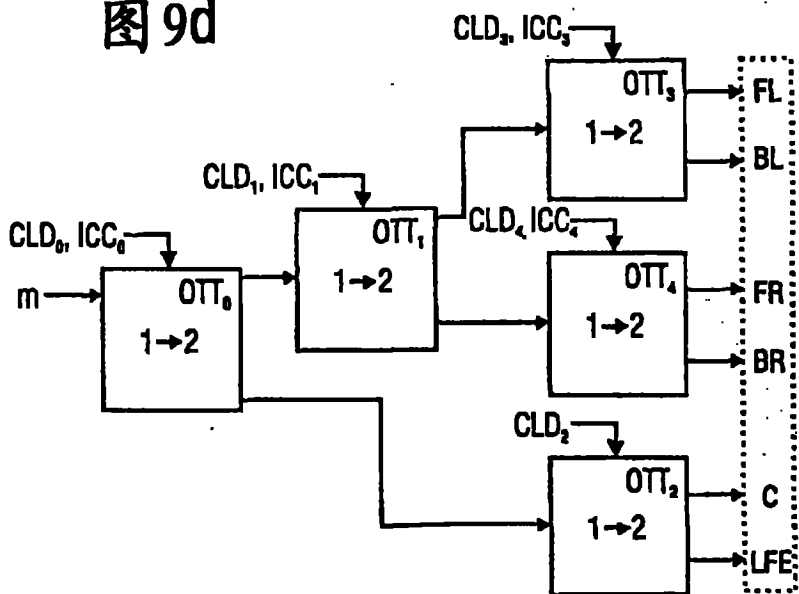 图 9d
CLD₃, ICC₃
OTT₃
1→2
FL
BL
CLD₁, ICC₁
OTT₁
1→2
CLD₄, ICC₄
OTT₄
1→2
FR
BR
CLD₀, ICC₀
m
OTT₀
1→2
CLD₂
OTT₂
1→2
C
LFE